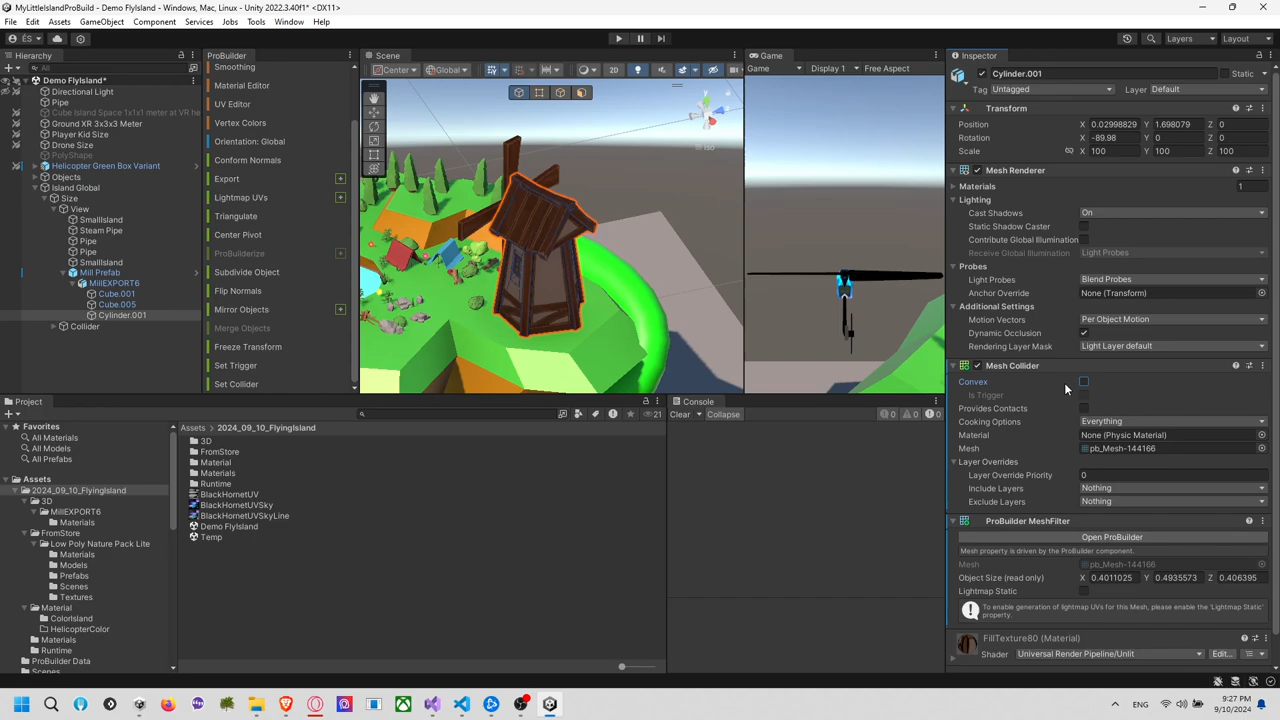 MyLittleIslandProBuild - Demo FlyIsland - Windows, Mac, Linux - Unity 2022.3.40f1* <DX11>
File Edit Assets GameObject Component Services Jobs Tools Window Help
ÉS Layers Layout
Hierarchy
All
Demo FlyIsland*
Directional Light
Pipe
Cube Island Space 1x1x1 meter at VR he
Ground XR 3x3x3 Meter
Player Kid Size
Drone Size
PolyShape
Helicopter Green Box Variant
Objects
Island Global
Size
View
SmallIsland
Steam Pipe
Pipe
Pipe
SmallIsland
Mill Prefab
MillEXPORT6
Cube.001
Cube.005
Cylinder.001
Collider
ProBuilder
Smoothing
Material Editor
UV Editor
Vertex Colors
Orientation: Global
Conform Normals
Export
Lightmap UVs
Triangulate
Center Pivot
ProBuilderize
Subdivide Object
Flip Normals
Mirror Objects
Merge Objects
Freeze Transform
Set Trigger
Set Collider
Scene
Center Global 2D
y
Iso
Game
Game Display 1 Free Aspect
Inspector
Cylinder.001 Static
Tag Untagged Layer Default
Transform
Position X 0.02998829 Y 1.698079 Z 0
Rotation X -89.98 Y 0 Z 0
Scale X 100 Y 100 Z 100
Mesh Renderer
Materials 1
Lighting
Cast Shadows On
Static Shadow Caster
Contribute Global Illumination
Receive Global Illumination Light Probes
Probes
Light Probes Blend Probes
Anchor Override None (Transform)
Additional Settings
Motion Vectors Per Object Motion
Dynamic Occlusion
Rendering Layer Mask Light Layer default
Mesh Collider
Convex
Is Trigger
Provides Contacts
Cooking Options Everything
Material None (Physic Material)
Mesh pb_Mesh-144166
Layer Overrides
Layer Override Priority 0
Include Layers Nothing
Exclude Layers Nothing
ProBuilder MeshFilter
Open ProBuilder
Mesh property is driven by the ProBuilder component.
Mesh pb_Mesh-144166
Object Size (read only) X 0.4011025 Y 0.4935573 Z 0.406395
Lightmap Static
To enable generation of lightmap UVs for this Mesh, please enable the 'Lightmap Static' property.
FillTexture80 (Material)
Shader Universal Render Pipeline/Unlit Edit...
Project
21
Favorites
All Materials
All Models
All Prefabs
Assets
2024_09_10_FlyingIsland
3D
MillEXPORT6
Materials
FromStore
Low Poly Nature Pack Lite
Materials
Models
Prefabs
Scenes
Textures
Material
ColorIsland
HelicopterColor
Materials
Runtime
ProBuilder Data
Scenes
Assets > 2024_09_10_FlyingIsland
3D
FromStore
Material
Materials
Runtime
BlackHornetUV
BlackHornetUVSky
BlackHornetUVSkyLine
Demo FlyIsland
Temp
Console
Clear Collapse 0 0 0
ENG 9:27 PM
9/10/2024